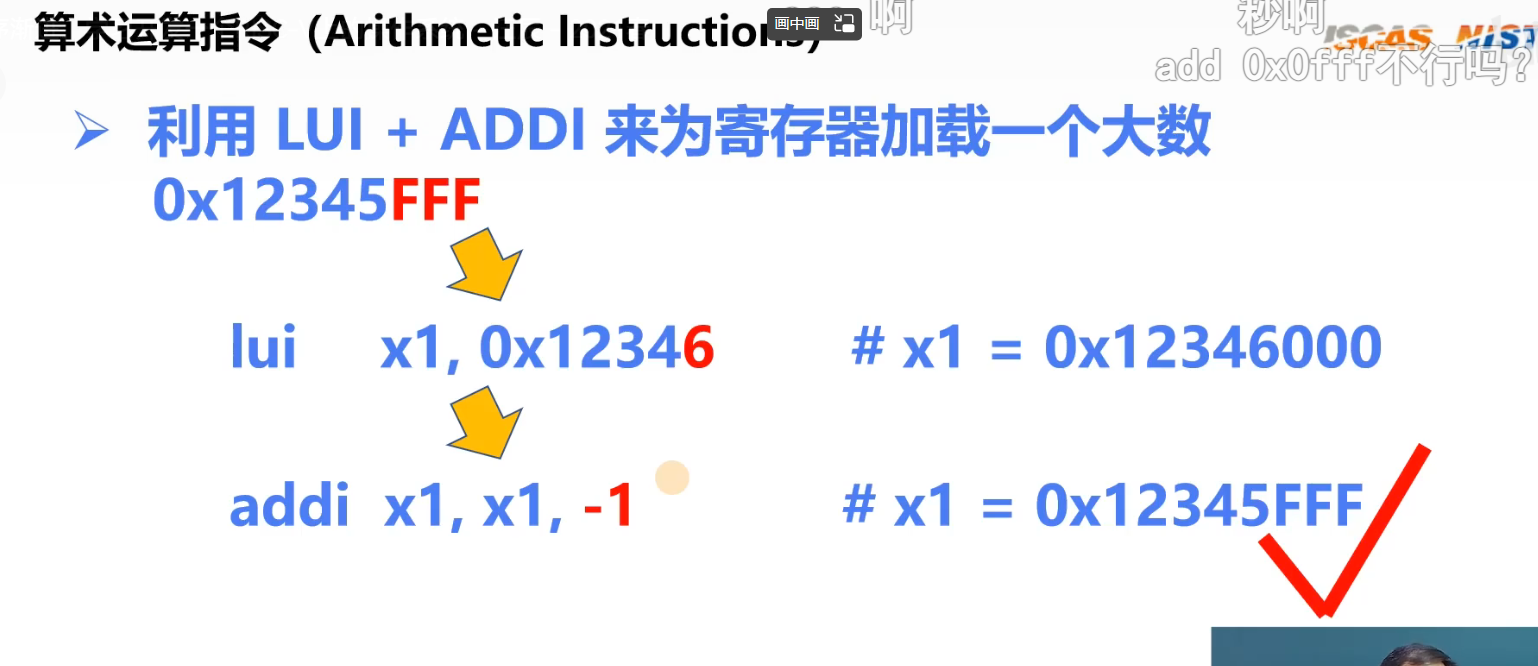 算术运算指令（Arithmetic Instructions）
画中画
啊
秒啊
ISCAS NIST
add 0x0fff不行吗？
➢ 利用 LUI + ADDI 来为寄存器加载一个大数
0x12345FFF
lui x1, 0x12346 # x1 = 0x12346000
addi x1, x1, -1 # x1 = 0x12345FFF